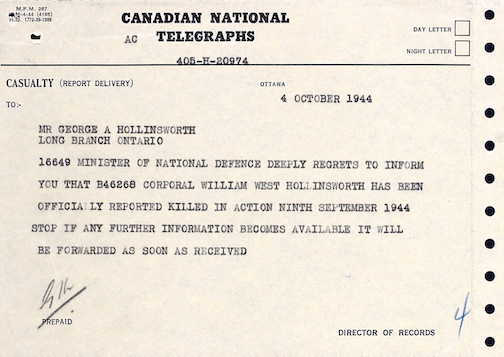 M.P.M. 287
CANADIAN NATIONAL
TELEGRAPHS
AC
DAY LETTER
NIGHT LETTER
405-H-20974
CASUALTY (REPORT DELIVERY)
OTTAWA
4 OCTOBER 1944
TO:-
MR GEORGE A HOLLINSWORTH
LONG BRANCH ONTARIO
16649 MINISTER OF NATIONAL DEFENCE DEEPLY REGRETS TO INFORM
YOU THAT B46268 CORPORAL WILLIAM WEST HOLLINSWORTH HAS BEEN
OFFICIALLY REPORTED KILLED IN ACTION NINTH SEPTEMBER 1944
STOP IF ANY FURTHER INFORMATION BECOMES AVAILABLE IT WILL
BE FORWARDED AS SOON AS RECEIVED
PREPAID
4
DIRECTOR OF RECORDS